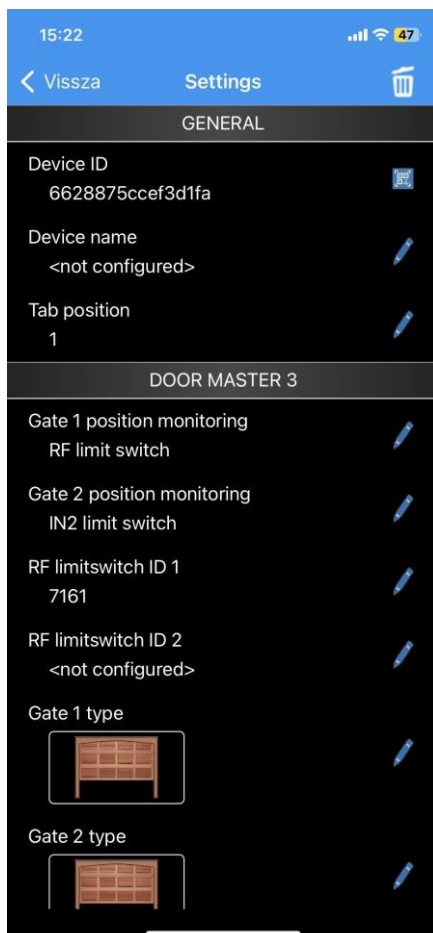 15:22
47
Vissza
Settings
GENERAL
Device ID
6628875ccef3d1fa
Device name
<not configured>
Tab position
1
DOOR MASTER 3
Gate 1 position monitoring
RF limit switch
Gate 2 position monitoring
IN2 limit switch
RF limitswitch ID 1
7161
RF limitswitch ID 2
<not configured>
Gate 1 type
Gate 2 type